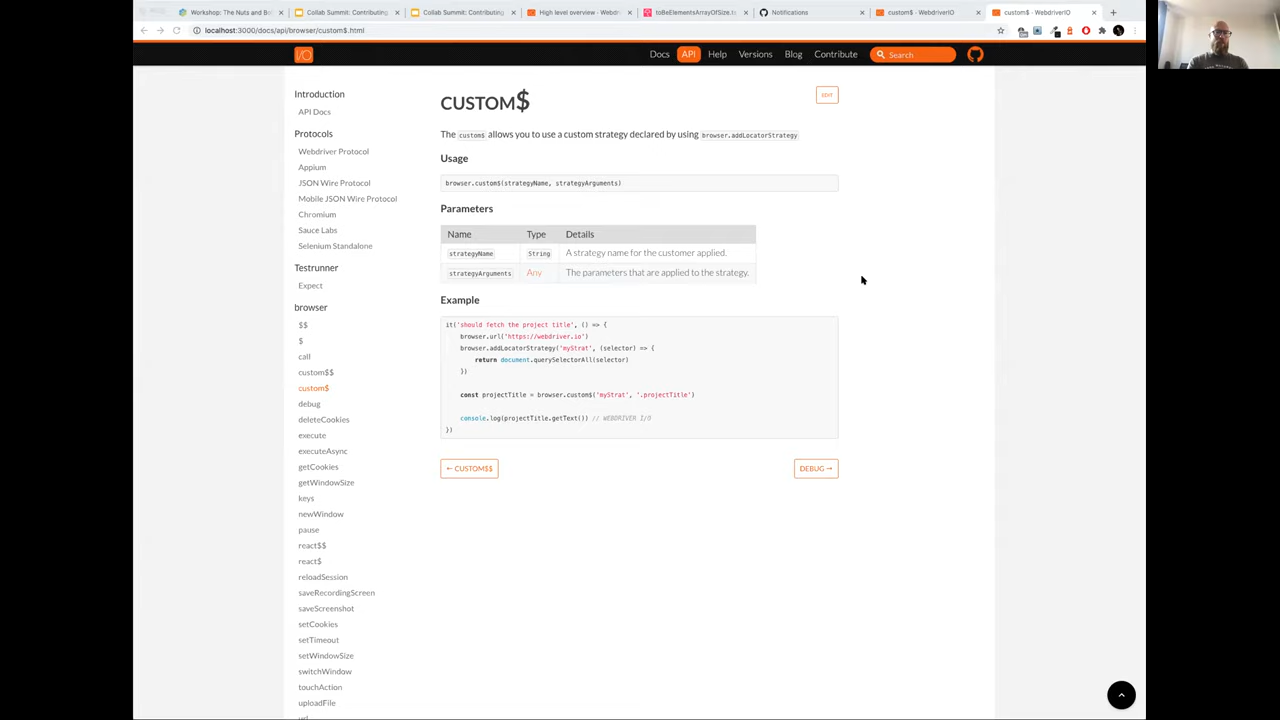 Workshop: The Nuts and Bo
Collab Summit: Contributing
Collab Summit: Contributing
High level overview · Webdri
toBeElementsArrayOfSize.ts
Notifications
custom$ · WebdriverIO
custom$ · WebdriverIO
localhost:3000/docs/api/browser/custom$.html
I/O
Docs
API
Help
Versions
Blog
Contribute
Search
Introduction
API Docs
Protocols
Webdriver Protocol
Appium
JSON Wire Protocol
Mobile JSON Wire Protocol
Chromium
Sauce Labs
Selenium Standalone
Testrunner
Expect
browser
$$
$
call
custom$$
custom$
debug
deleteCookies
execute
executeAsync
getCookies
getWindowSize
keys
newWindow
pause
react$$
react$
reloadSession
saveRecordingScreen
saveScreenshot
setCookies
setTimeout
setWindowSize
switchWindow
touchAction
uploadFile
url
CUSTOM$
EDIT
The custom$ allows you to use a custom strategy declared by using browser.addLocatorStrategy
Usage
browser.custom$(strategyName, strategyArguments)
Parameters
Name Type Details
strategyName String A strategy name for the customer applied.
strategyArguments Any The parameters that are applied to the strategy.
Example
it('should fetch the project title', () => {
browser.url('https://webdriver.io')
browser.addLocatorStrategy('myStrat', (selector) => {
return document.querySelectorAll(selector)
})
const projectTitle = browser.custom$('myStrat', '.projectTitle')
console.log(projectTitle.getText()) // WEBDRIVER I/O
})
← CUSTOM$$
DEBUG →